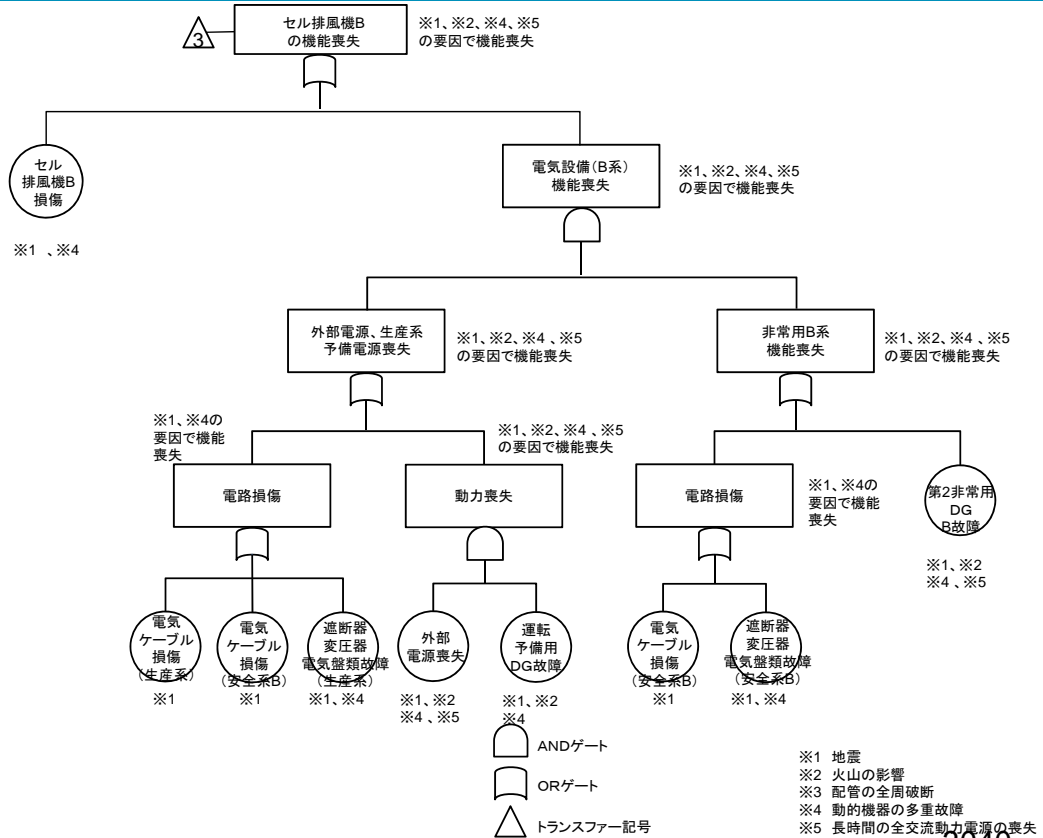 セル排風機B
の機能喪失
※1、※2、※4、※5
の要因で機能喪失
3
セル
排風機B
損傷
※1 、※4
電気設備(B系)
機能喪失
※1、※2、※4、※5
の要因で機能喪失
外部電源、生産系
予備電源喪失
※1、※2、※4 、※5
の要因で機能喪失
非常用B系
機能喪失
※1、※2、※4 、※5
の要因で機能喪失
※1、※4の
要因で機能
喪失
電路損傷
※1、※2、※4 、※5
の要因で機能喪失
動力喪失
電路損傷
※1、※4の
要因で機能
喪失
第2非常用
DG
B故障
※1、※2
※4 、※5
電気
ケーブル
損傷
(生産系)
※1
電気
ケーブル
損傷
(安全系B)
※1
遮断器
変圧器
電気盤類故障
(生産系)
※1、※4
外部
電源喪失
※1、※2
※4 、※5
運転
予備用
DG故障
※1、※2
※4
電気
ケーブル
損傷
(安全系B)
※1
遮断器
変圧器
電気盤類故障
(安全系B)
※1、※4
ANDゲート
ORゲート
トランスファー記号
※1 地震
※2 火山の影響
※3 配管の全周破断
※4 動的機器の多重故障
※5 長時間の全交流動力電源の喪失